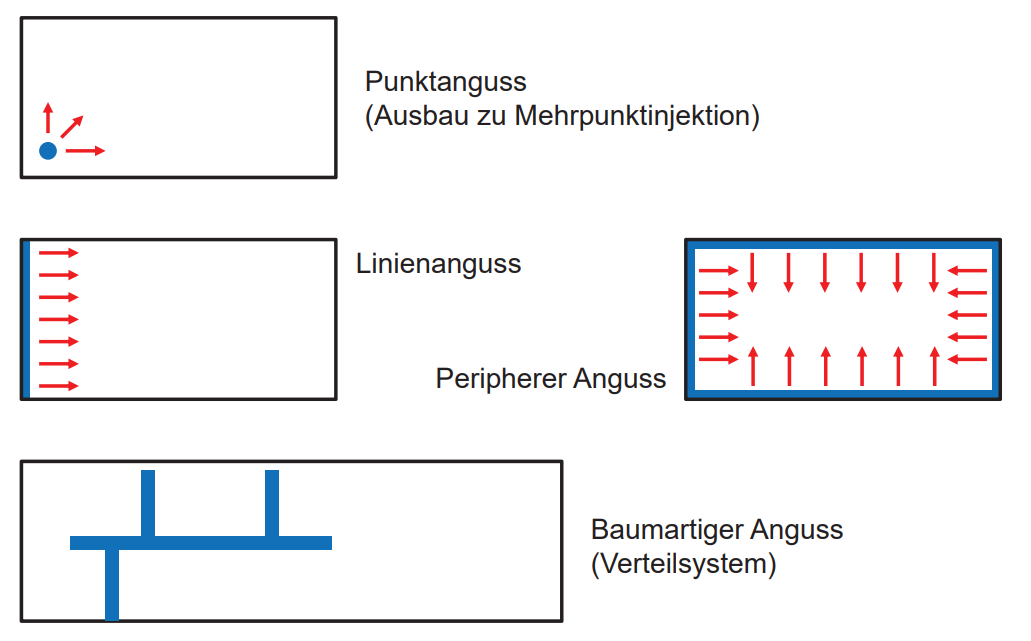 Punktanguss
(Ausbau zu Mehrpunktinjektion)
Linienanguss
Peripherer Anguss
Baumartiger Anguss
(Verteilsystem)